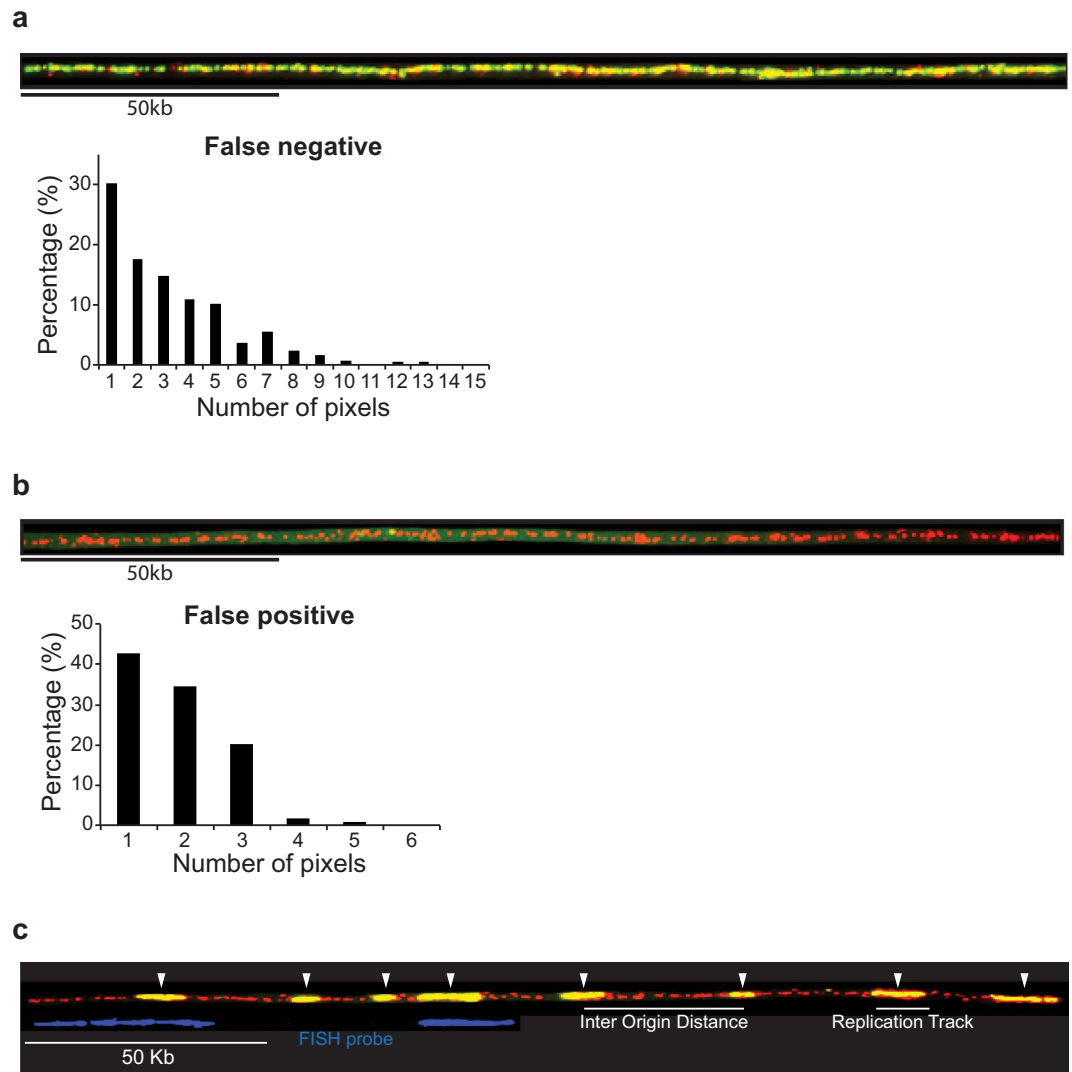 a
50kb
False negative
Percentage (%)
30
20
10
0
1 2 3 4 5 6 7 8 9 10 11 12 13 14 15
Number of pixels
b
50kb
False positive
Percentage (%)
50
40
30
20
10
0
1 2 3 4 5 6
Number of pixels
c
Inter Origin Distance
Replication Track
FISH probe
50 Kb